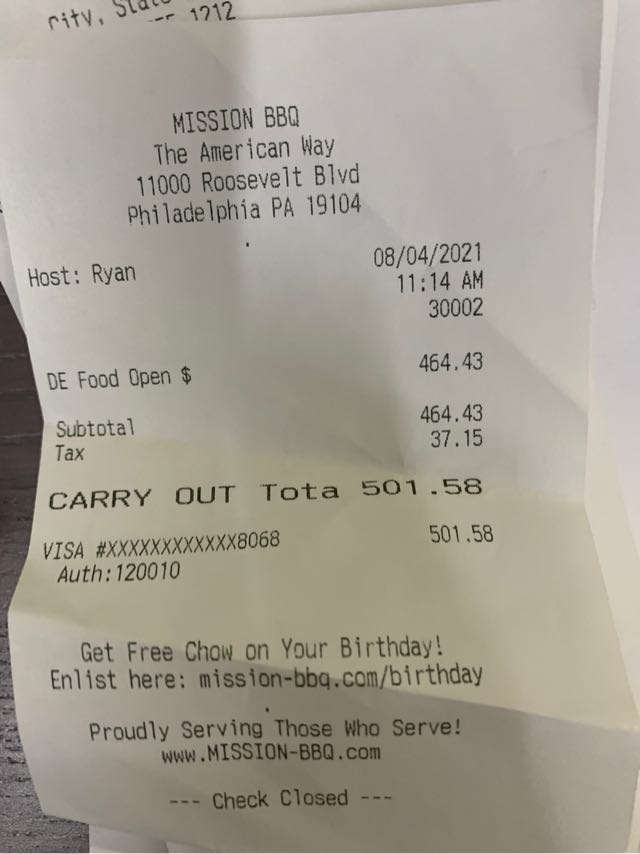 city,
1212
MISSION BBQ
The American Way
11000 Roosevelt Blvd
Philadelphia PA 19104
Host: Ryan 08/04/2021
11:14 AM
30002
DE Food Open $ 464.43
Subtotal 464.43
Tax 37.15
CARRY OUT Tota 501.58
VISA #XXXXXXXXXXXX8068 501.58
Auth:120010
Get Free Chow on Your Birthday!
Enlist here: mission-bbq.com/birthday
Proudly Serving Those Who Serve!
www.MISSION-BBQ.com
--- Check Closed ---